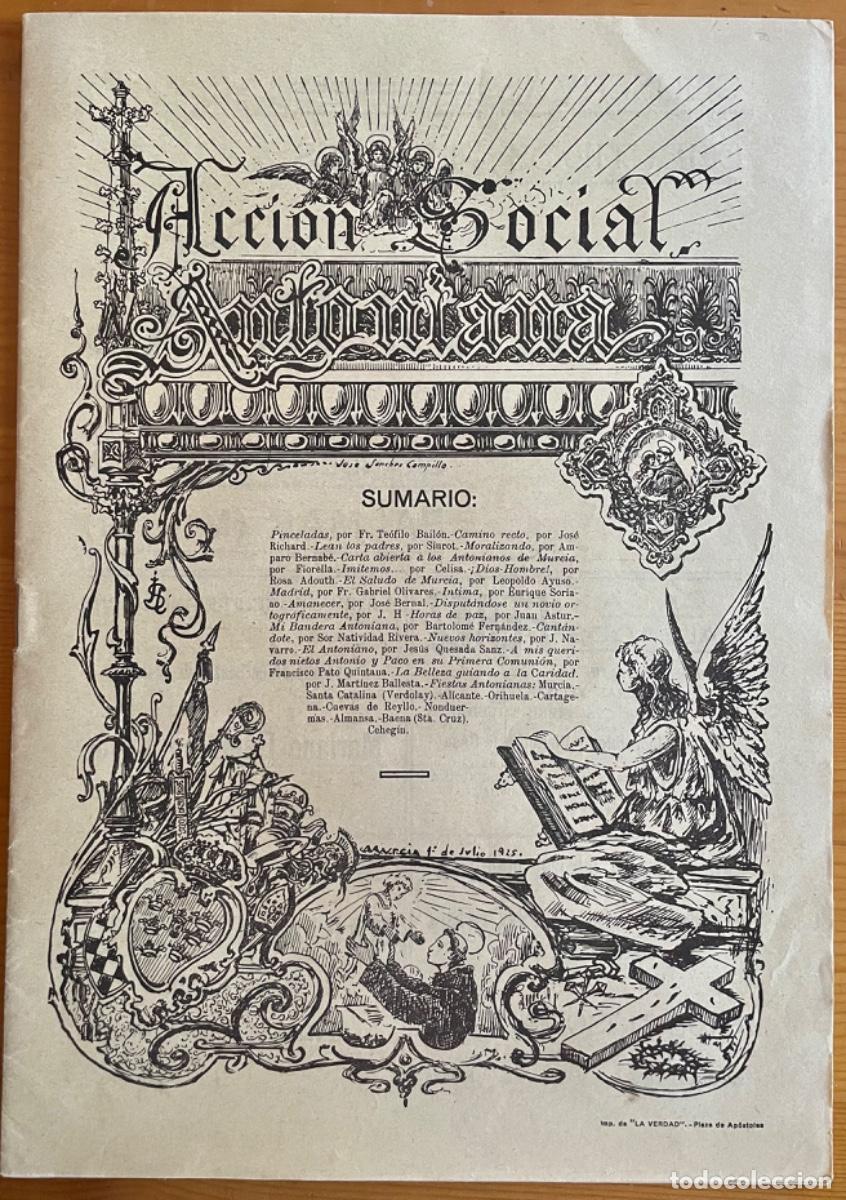 Accion Social
Antoniana
Jose Sanchez Campillo.
SUMARIO:
Pinceladas, por Fr. Teófilo Bailón.-Camino recto, por José
Richard.-Lean los padres, por Siurot.-Moralizando, por Am-
paro Bernabé.-Carta abierta á los Antonianos de Murcia,
por Fiorella.-Imitemos... por Celisa.-¡Dios-Hombre!, por
Rosa Adouth.-El Saludo de Murcia, por Leopoldo Ayuso.-
Madrid, por Fr. Gabriel Olivares.-Intima, por Enrique Soria-
no-Amanecer, por José Bernal.-Disputándose un novio or-
tográficamente, por J. H-Horas de paz, por Juan Astur.-
Mi Bandera Antoniana, por Bartolomé Fernández.-Cantán-
dote, por Sor Natividad Rivera.-Nuevos horizontes, por J. Na-
varro.-El Antoniano, por Jesús Quesada Sanz.-A mis queri-
dos nietos Antonio y Paco en su Primera Comunión, por
Francisco Pato Quintana.-La Belleza guiando a la Caridad.
por J. Martínez Ballesta.-Fiestas Antonianas: Murcia.-
Santa Catalina (Verdolay).-Alicante.-Orihuela.-Cartage-
na.-Cuevas de Reyllo.-Nonduer-
mas.-Almansa.-Baena (Sta. Cruz).
Cehegín.
Murcia 1º de Julio 1925.
Imp. de "LA VERDAD".-Plaza de Apóstoles
todocoleccion